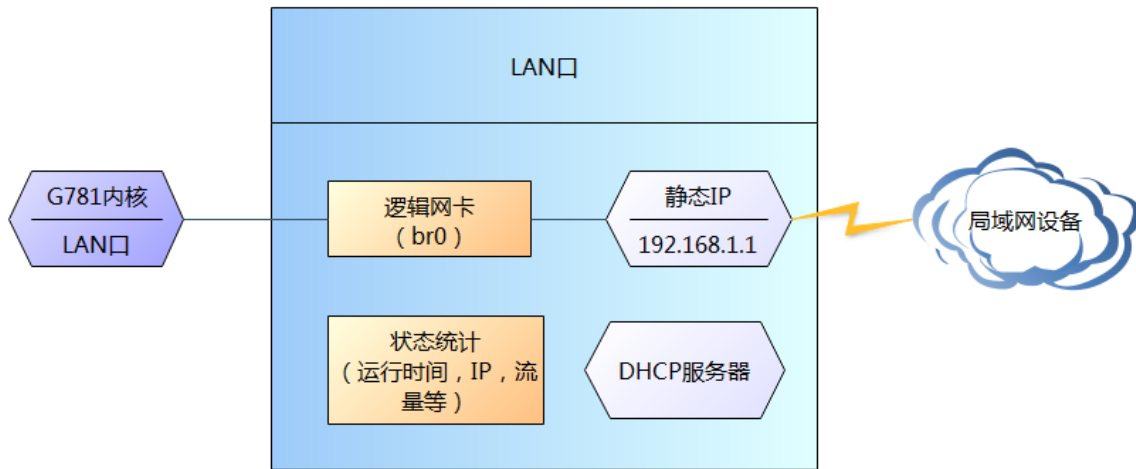 LAN口
G781内核
LAN口
逻辑网卡
（br0）
静态IP
192.168.1.1
局域网设备
状态统计
（运行时间，IP，流
量等）
DHCP服务器